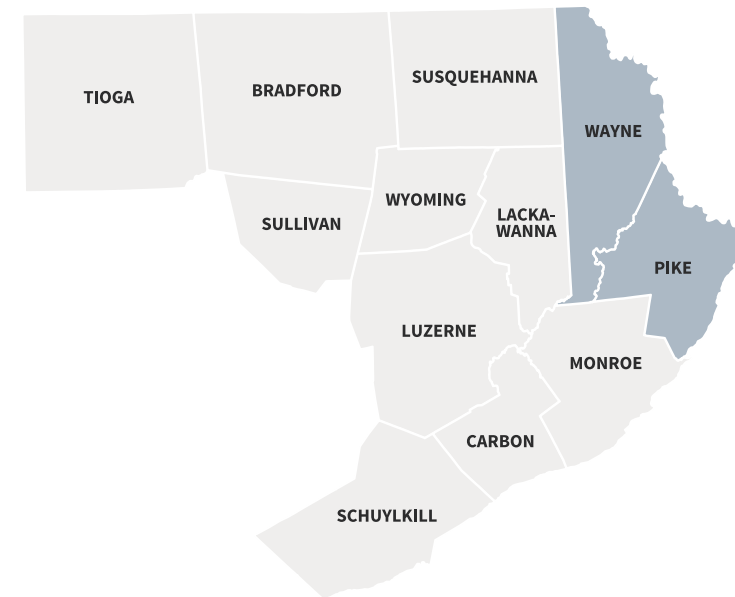 SUSQUEHANNA
BRADFORD
TIOGA
WAYNE
WYOMING
LACKA-
WANNA
SULLIVAN
PIKE
LUZERNE
MONROE
CARBON
SCHUYLKILL